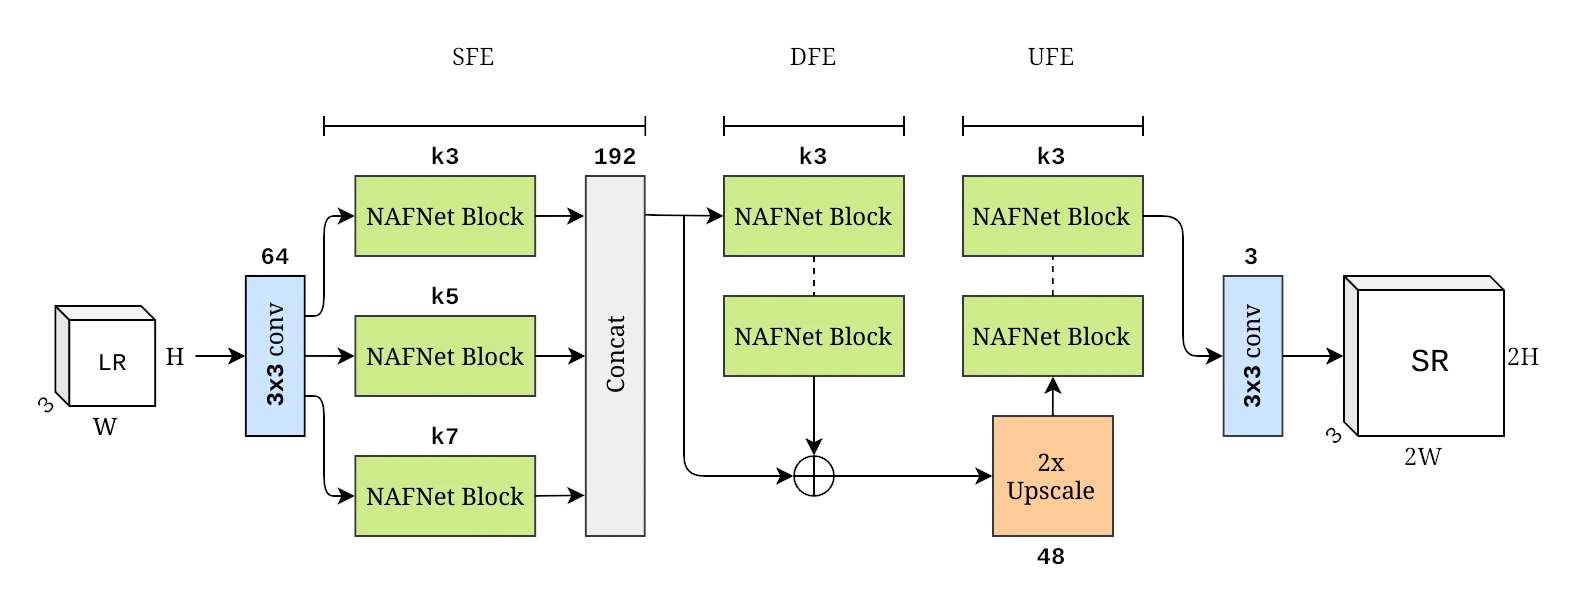 SFE
DFE
UFE
k3
192
k3
k3
NAFNet Block
NAFNet Block
NAFNet Block
64
3
k5
3x3 conv
NAFNet Block
Concat
NAFNet Block
NAFNet Block
3x3 conv
LR
H
3
W
SR
2H
3
2W
k7
NAFNet Block
2x
Upscale
48